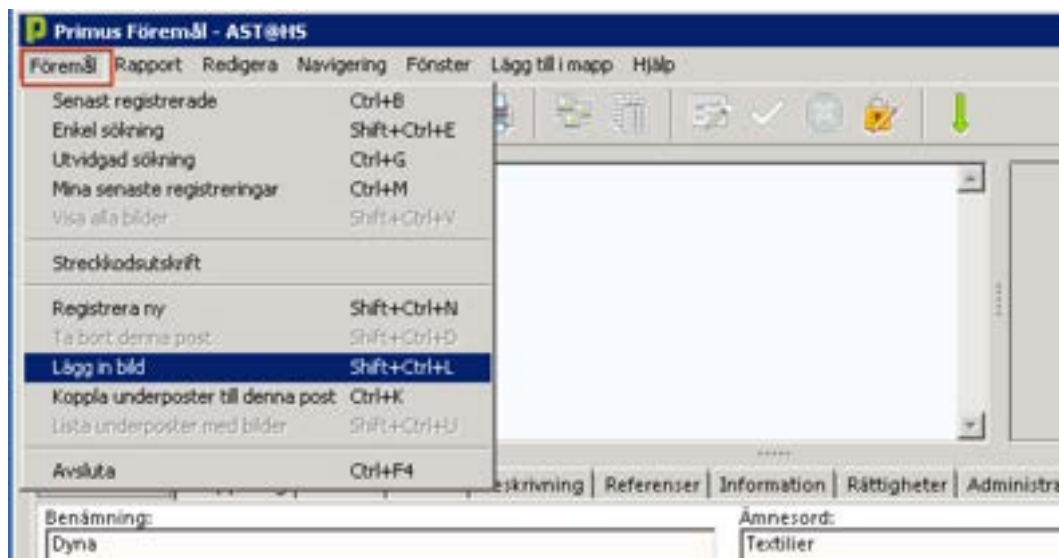 Primus Föremål - AST@HS
Föremål Rapport Redigera Navigering Fönster Lägg till i mapp Hjälp
Senast registrerade Ctrl+B
Enkel sökning Shift+Ctrl+E
Utvidgad sökning Ctrl+G
Mina senaste registreringar Ctrl+M
Visa alla bilder Shift+Ctrl+V
Streckkodsutskrift
Registrera ny Shift+Ctrl+N
Ta bort denna post Shift+Ctrl+D
Lägg in bild Shift+Ctrl+L
Koppla underposter till denna post Ctrl+K
Lista underposter med bilder Shift+Ctrl+U
Avsluta Ctrl+F4
eskrivning Referenser Information Rättigheter Administra
Benämning: Ämnesord:
Dyna Textilier